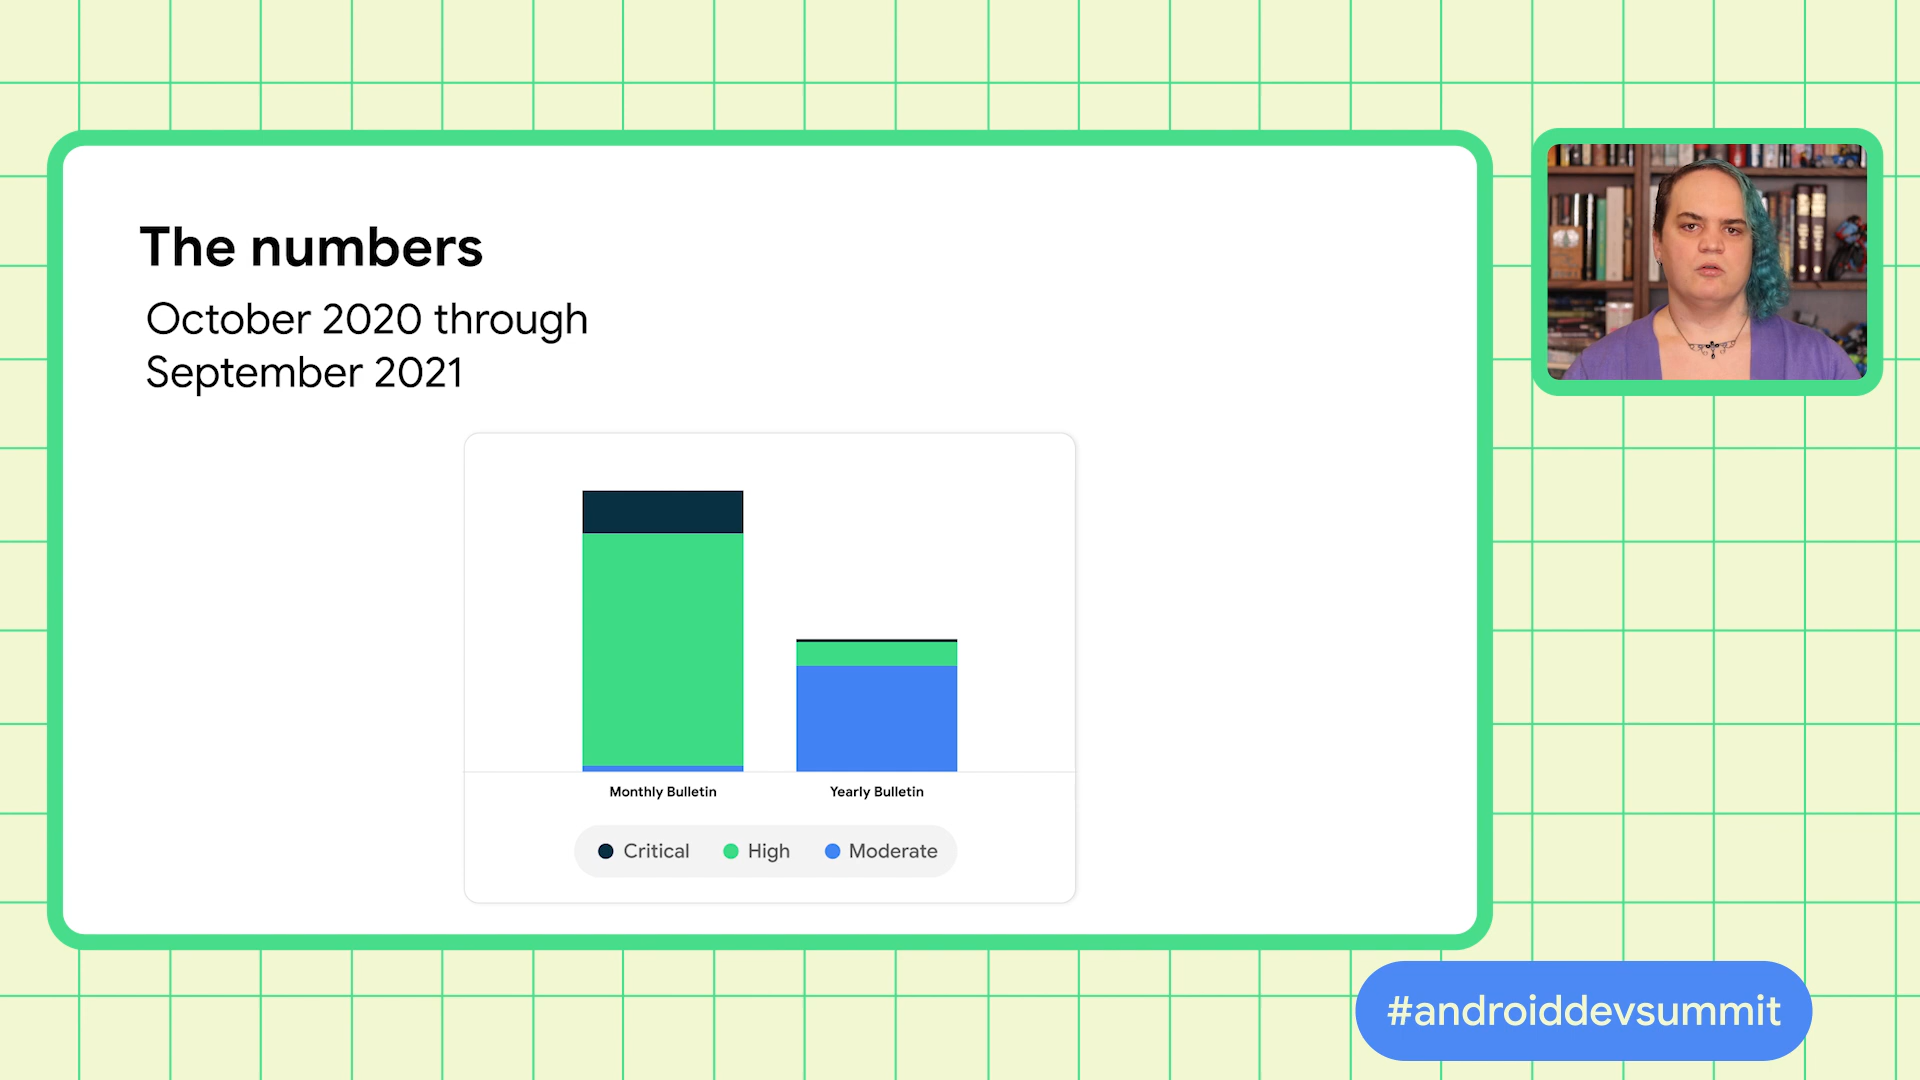 The numbers
October 2020 through
September 2021
Monthly Bulletin
Yearly Bulletin
Critical
High
Moderate
#androiddevsummit